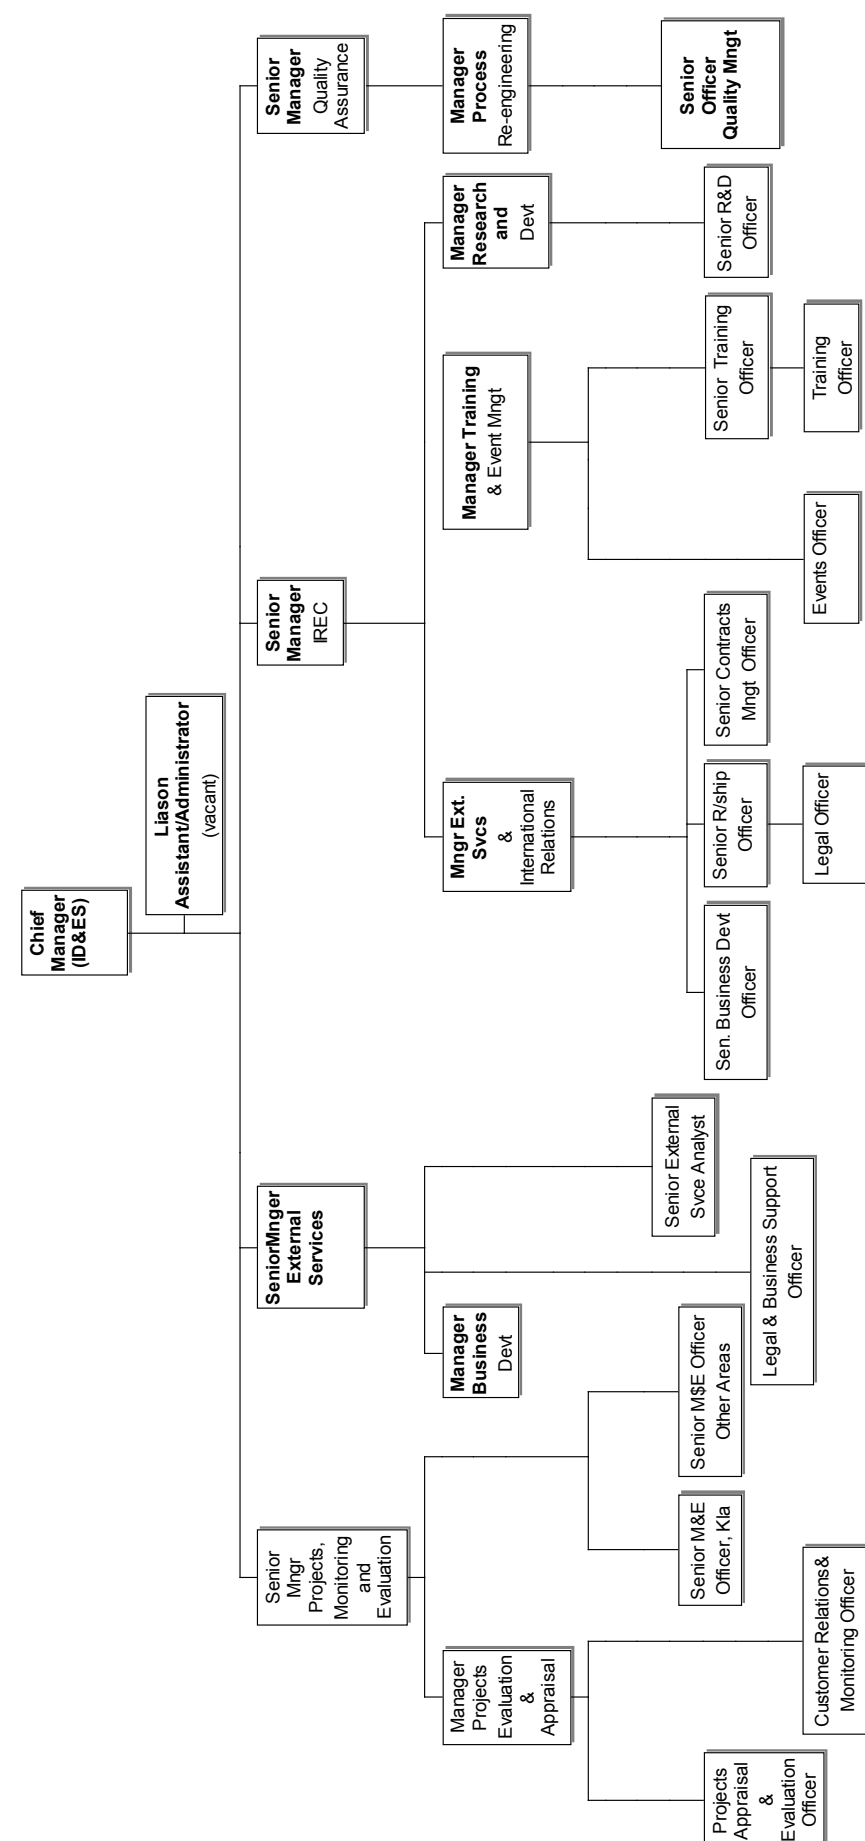 Chief
Manager
(ID&ES)
Liason
Assistant/Administrator
(vacant)
Senior
Mngr
Projects,
Monitoring
and
Evaluation
SeniorMnger
External
Services
Senior
Manager
IREC
Senior
Manager
Quality
Assurance
Manager
Projects
Evaluation
&
Appraisal
Manager
Business
Devt
Mngr Ext.
Svcs
&
International
Relations
Manager Training
& Event Mngt
Manager
Research
and
Devt
Manager
Process
Re-engineering
Projects
Appraisal
&
Evaluation
Officer
Customer Relations&
Monitoring Officer
Senior M&E
Officer, Kla
Senior M$E Officer
Other Areas
Legal & Business Support
Officer
Senior External
Svce Analyst
Sen. Business Devt
Officer
Senior R/ship
Officer
Legal Officer
Senior Contracts
Mngt Officer
Events Officer
Senior Training
Officer
Training
Officer
Senior R&D
Officer
Senior
Officer
Quality Mngt